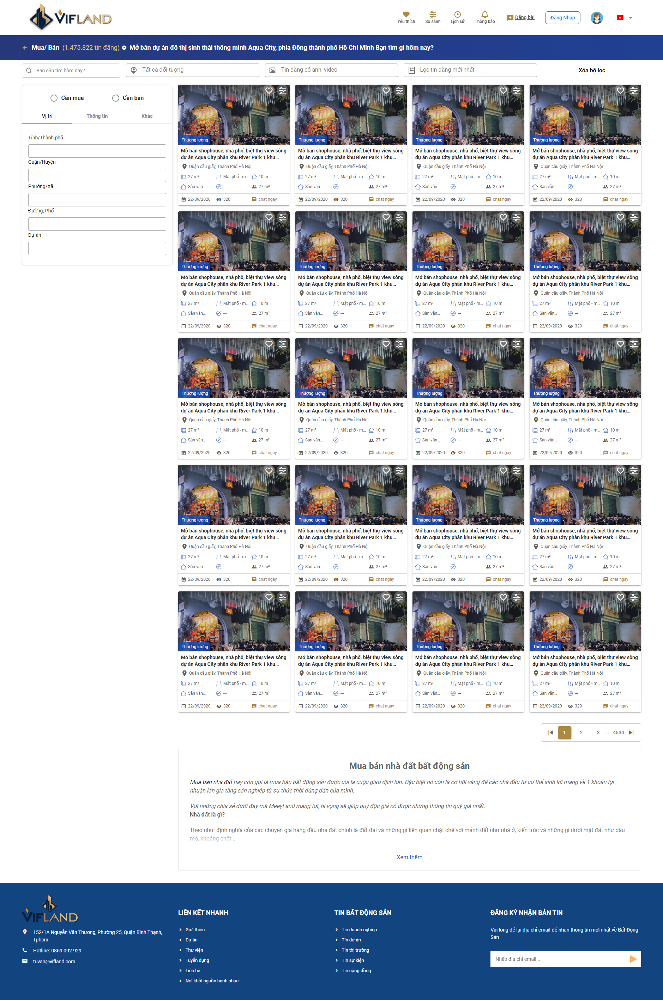 VIFLAND
Yêu thích So sánh Lịch sử Thông báo Đăng bài Đăng Nhập
Mua/ Bán (1.475.822 tin đăng) Mở bán dự án đô thị sinh thái thông minh Aqua City, phía Đông thành phố Hồ Chí Minh Bạn tìm gì hôm nay?
Bạn cần tìm hôm nay? Tất cả đối tượng Tin đăng có ảnh, video Lọc tin đăng mới nhất Xóa bộ lọc
Cần mua Cần bán
Vị trí Thông tin Khác
Tỉnh/Thành phố
Quận/Huyện
Phường/Xã
Đường, Phố
Dự án
Thương lượng
Mở bán shophouse, nhà phố, biệt thự view sông
dự án Aqua City phân khu River Park 1 khu...
Quận cầu giấy, Thành Phố Hà Nội
27 m² Mặt phố - m... 10 m
Sàn văn... --- 27 m²
22/09/2020 320 chat ngay
Thương lượng
Mở bán shophouse, nhà phố, biệt thự view sông
dự án Aqua City phân khu River Park 1 khu...
Quận cầu giấy, Thành Phố Hà Nội
27 m² Mặt phố - m... 10 m
Sàn văn... --- 27 m²
22/09/2020 320 chat ngay
Thương lượng
Mở bán shophouse, nhà phố, biệt thự view sông
dự án Aqua City phân khu River Park 1 khu...
Quận cầu giấy, Thành Phố Hà Nội
27 m² Mặt phố - m... 10 m
Sàn văn... --- 27 m²
22/09/2020 320 chat ngay
Thương lượng
Mở bán shophouse, nhà phố, biệt thự view sông
dự án Aqua City phân khu River Park 1 khu...
Quận cầu giấy, Thành Phố Hà Nội
27 m² Mặt phố - m... 10 m
Sàn văn... --- 27 m²
22/09/2020 320 chat ngay
Thương lượng
Mở bán shophouse, nhà phố, biệt thự view sông
dự án Aqua City phân khu River Park 1 khu...
Quận cầu giấy, Thành Phố Hà Nội
27 m² Mặt phố - m... 10 m
Sàn văn... --- 27 m²
22/09/2020 320 chat ngay
Thương lượng
Mở bán shophouse, nhà phố, biệt thự view sông
dự án Aqua City phân khu River Park 1 khu...
Quận cầu giấy, Thành Phố Hà Nội
27 m² Mặt phố - m... 10 m
Sàn văn... --- 27 m²
22/09/2020 320 chat ngay
Thương lượng
Mở bán shophouse, nhà phố, biệt thự view sông
dự án Aqua City phân khu River Park 1 khu...
Quận cầu giấy, Thành Phố Hà Nội
27 m² Mặt phố - m... 10 m
Sàn văn... --- 27 m²
22/09/2020 320 chat ngay
Thương lượng
Mở bán shophouse, nhà phố, biệt thự view sông
dự án Aqua City phân khu River Park 1 khu...
Quận cầu giấy, Thành Phố Hà Nội
27 m² Mặt phố - m... 10 m
Sàn văn... --- 27 m²
22/09/2020 320 chat ngay
Thương lượng
Mở bán shophouse, nhà phố, biệt thự view sông
dự án Aqua City phân khu River Park 1 khu...
Quận cầu giấy, Thành Phố Hà Nội
27 m² Mặt phố - m... 10 m
Sàn văn... --- 27 m²
22/09/2020 320 chat ngay
Thương lượng
Mở bán shophouse, nhà phố, biệt thự view sông
dự án Aqua City phân khu River Park 1 khu...
Quận cầu giấy, Thành Phố Hà Nội
27 m² Mặt phố - m... 10 m
Sàn văn... --- 27 m²
22/09/2020 320 chat ngay
Thương lượng
Mở bán shophouse, nhà phố, biệt thự view sông
dự án Aqua City phân khu River Park 1 khu...
Quận cầu giấy, Thành Phố Hà Nội
27 m² Mặt phố - m... 10 m
Sàn văn... --- 27 m²
22/09/2020 320 chat ngay
Thương lượng
Mở bán shophouse, nhà phố, biệt thự view sông
dự án Aqua City phân khu River Park 1 khu...
Quận cầu giấy, Thành Phố Hà Nội
27 m² Mặt phố - m... 10 m
Sàn văn... --- 27 m²
22/09/2020 320 chat ngay
Thương lượng
Mở bán shophouse, nhà phố, biệt thự view sông
dự án Aqua City phân khu River Park 1 khu...
Quận cầu giấy, Thành Phố Hà Nội
27 m² Mặt phố - m... 10 m
Sàn văn... --- 27 m²
22/09/2020 320 chat ngay
Thương lượng
Mở bán shophouse, nhà phố, biệt thự view sông
dự án Aqua City phân khu River Park 1 khu...
Quận cầu giấy, Thành Phố Hà Nội
27 m² Mặt phố - m... 10 m
Sàn văn... --- 27 m²
22/09/2020 320 chat ngay
Thương lượng
Mở bán shophouse, nhà phố, biệt thự view sông
dự án Aqua City phân khu River Park 1 khu...
Quận cầu giấy, Thành Phố Hà Nội
27 m² Mặt phố - m... 10 m
Sàn văn... --- 27 m²
22/09/2020 320 chat ngay
Thương lượng
Mở bán shophouse, nhà phố, biệt thự view sông
dự án Aqua City phân khu River Park 1 khu...
Quận cầu giấy, Thành Phố Hà Nội
27 m² Mặt phố - m... 10 m
Sàn văn... --- 27 m²
22/09/2020 320 chat ngay
Thương lượng
Mở bán shophouse, nhà phố, biệt thự view sông
dự án Aqua City phân khu River Park 1 khu...
Quận cầu giấy, Thành Phố Hà Nội
27 m² Mặt phố - m... 10 m
Sàn văn... --- 27 m²
22/09/2020 320 chat ngay
Thương lượng
Mở bán shophouse, nhà phố, biệt thự view sông
dự án Aqua City phân khu River Park 1 khu...
Quận cầu giấy, Thành Phố Hà Nội
27 m² Mặt phố - m... 10 m
Sàn văn... --- 27 m²
22/09/2020 320 chat ngay
Thương lượng
Mở bán shophouse, nhà phố, biệt thự view sông
dự án Aqua City phân khu River Park 1 khu...
Quận cầu giấy, Thành Phố Hà Nội
27 m² Mặt phố - m... 10 m
Sàn văn... --- 27 m²
22/09/2020 320 chat ngay
Thương lượng
Mở bán shophouse, nhà phố, biệt thự view sông
dự án Aqua City phân khu River Park 1 khu...
Quận cầu giấy, Thành Phố Hà Nội
27 m² Mặt phố - m... 10 m
Sàn văn... --- 27 m²
22/09/2020 320 chat ngay
1 2 3 ... 4534
Mua bán nhà đất bất động sản
Mua bán nhà đất hay còn gọi là mua bán bất động sản được coi là cuộc giao dịch lớn. Đặc biệt nó còn là cơ hội vàng để các nhà đầu tư có thể sinh lời mang về 1 khoản lợi
nhuận lớn gia tăng sản nghiệp từ sự thức thời đúng đắn của mình.
Với những chia sẻ dưới đây mà MeeyLand mang tới, hi vọng sẽ giúp quý độc giả có được những thông tin quý giá nhất.
Nhà đất là gì?
Theo như định nghĩa của các chuyên gia hàng đầu nhà đất chính là đất đai và những gì liên quan chặt chẽ với mảnh đất như nhà ở, kiến trúc và những gì dưới mặt đất như dầu
mỏ, khoáng chất...
Xem thêm
VIFLAND
152/1A Nguyễn Văn Thương, Phường 25, Quận Bình Thạnh,
Tphcm
Hotline: 0869 092 929
tuvan@vifland.com
LIÊN KẾT NHANH
Giới thiệu
Dự án
Thư viện
Tuyển dụng
Liên hệ
Nơi khởi nguồn hạnh phúc
TIN BẤT ĐỘNG SẢN
Tin doanh nghiệp
Tin dự án
Tin thị trường
Tin sự kiện
Tin cộng đồng
ĐĂNG KÝ NHẬN BẢN TIN
Vui lòng để lại địa chỉ email để nhận thông tin mới nhất về Bất Động
Sản
Nhập địa chỉ email...